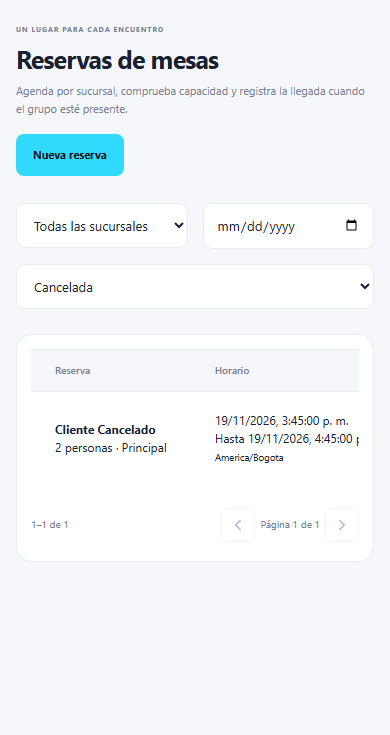 UN LUGAR PARA CADA ENCUENTRO
Reservas de mesas
Agenda por sucursal, comprueba capacidad y registra la llegada cuando
el grupo esté presente.
Nueva reserva
Todas las sucursales
mm/dd/yyyy
Cancelada
Reserva
Horario
Cliente Cancelado
2 personas · Principal
19/11/2026, 3:45:00 p. m.
Hasta 19/11/2026, 4:45:00 p
America/Bogota
1–1 de 1
Página 1 de 1